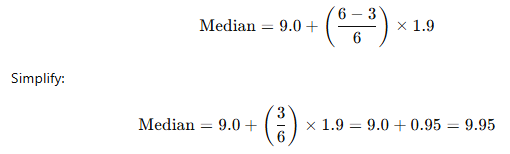 Median = 9.0 + ( (6 − 3) / 6 ) × 1.9
Simplify:
Median = 9.0 + ( 3 / 6 ) × 1.9 = 9.0 + 0.95 = 9.95